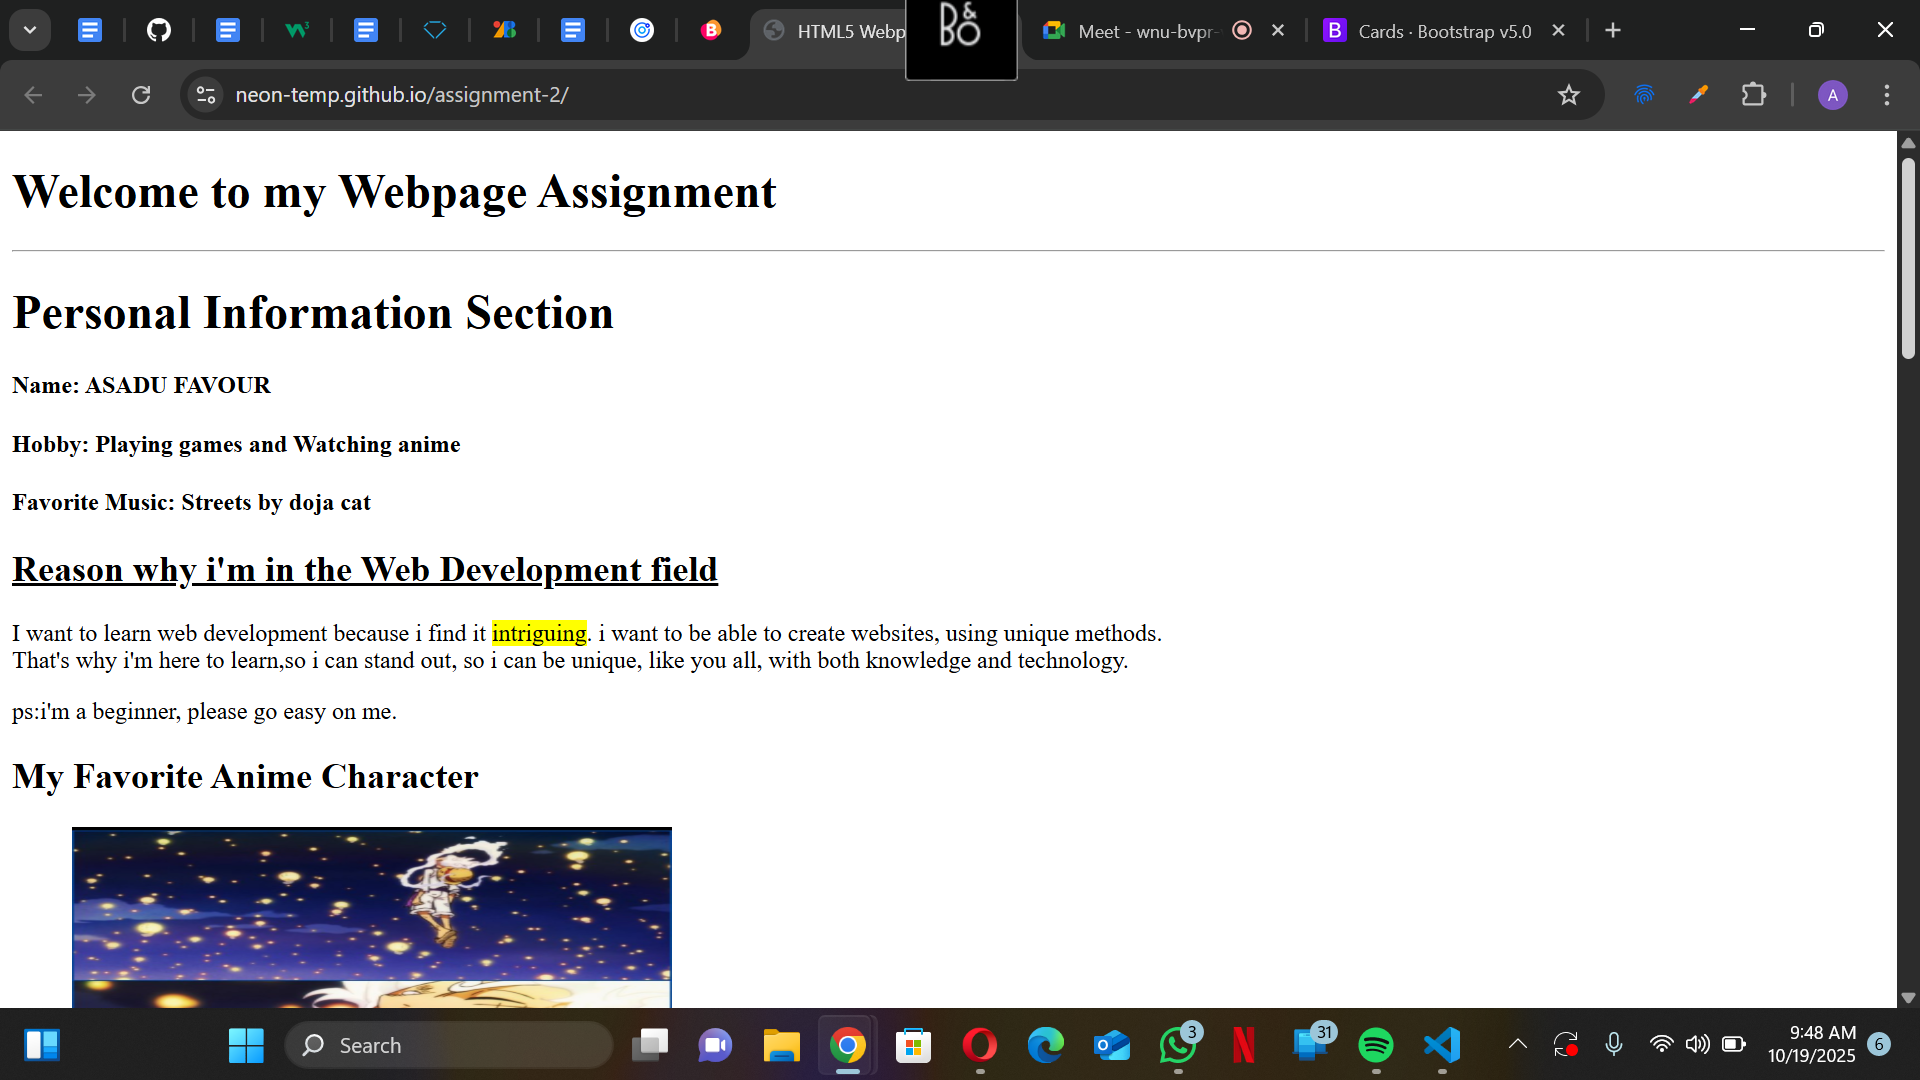 HTML5 Webp
B&O
Meet - wnu-bvpr-
Cards · Bootstrap v5.0
neon-temp.github.io/assignment-2/
A
Welcome to my Webpage Assignment
Personal Information Section
Name: ASADU FAVOUR
Hobby: Playing games and Watching anime
Favorite Music: Streets by doja cat
Reason why i'm in the Web Development field
I want to learn web development because i find it intriguing. i want to be able to create websites, using unique methods.
That's why i'm here to learn,so i can stand out, so i can be unique, like you all, with both knowledge and technology.
ps:i'm a beginner, please go easy on me.
My Favorite Anime Character
Search
3
31
9:48 AM
10/19/2025
6